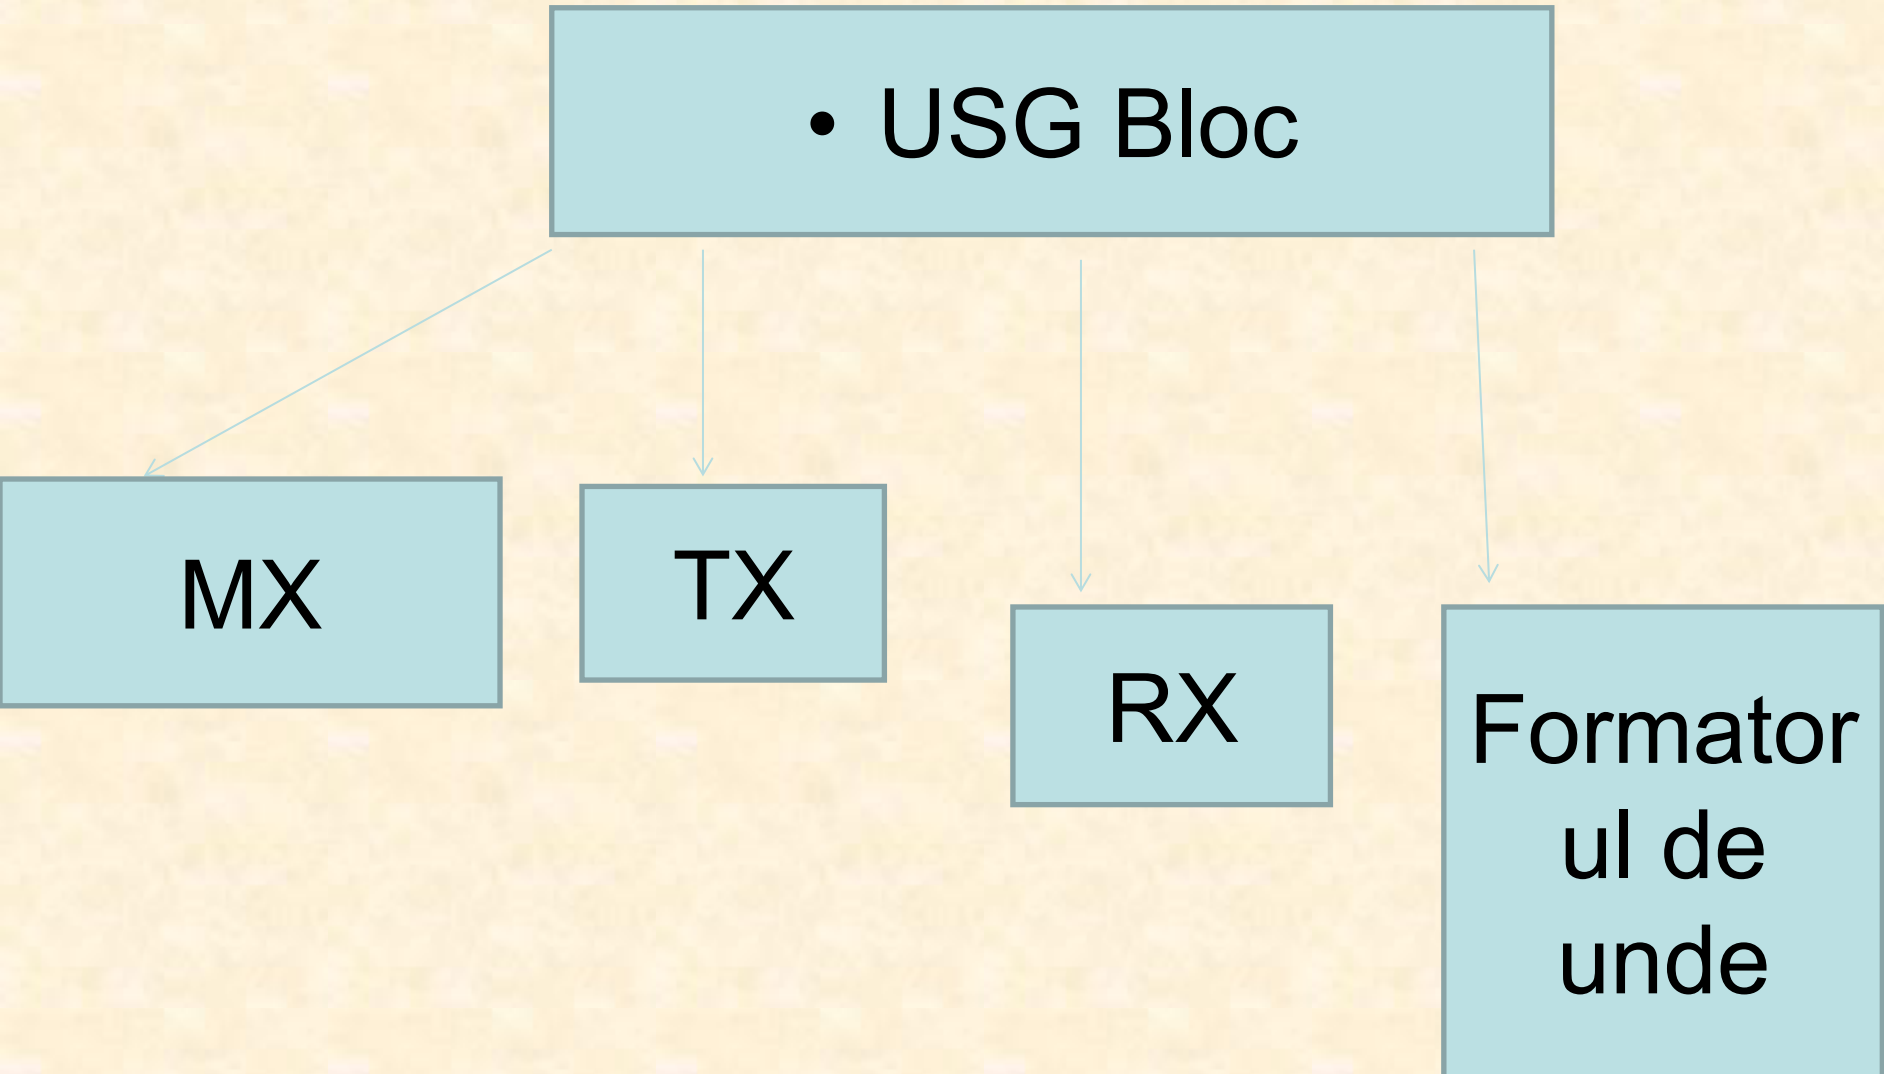 • USG Bloc
MX
TX
RX
Formator
ul de
unde